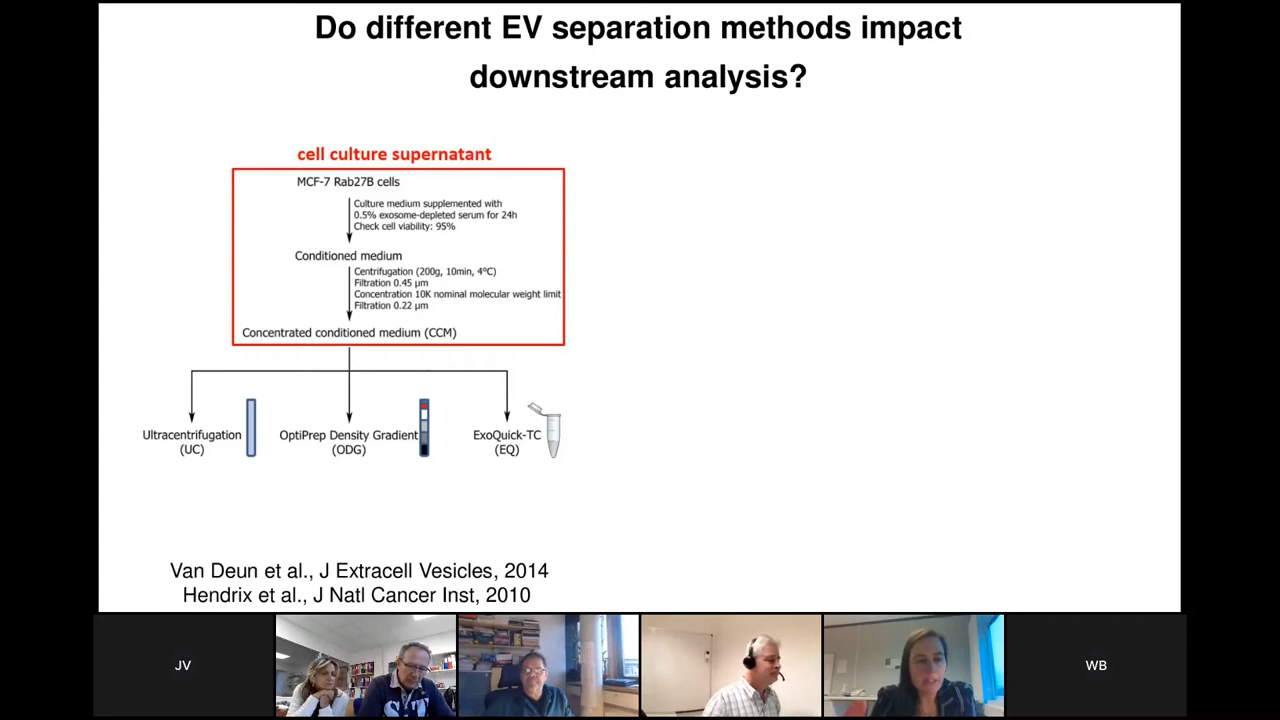 Do different EV separation methods impact
downstream analysis?
cell culture supernatant
MCF-7 Rab27B cells
Culture medium supplemented with
0.5% exosome-depleted serum for 24h
Check cell viability: 95%
Conditioned medium
Centrifugation (200g, 10min, 4°C)
Filtration 0.45 µm
Concentration 10K nominal molecular weight limit
Filtration 0.22 µm
Concentrated conditioned medium (CCM)
Ultracentrifugation
(UC)
OptiPrep Density Gradient
(ODG)
ExoQuick-TC
(EQ)
Van Deun et al., J Extracell Vesicles, 2014
Hendrix et al., J Natl Cancer Inst, 2010
JV
WB